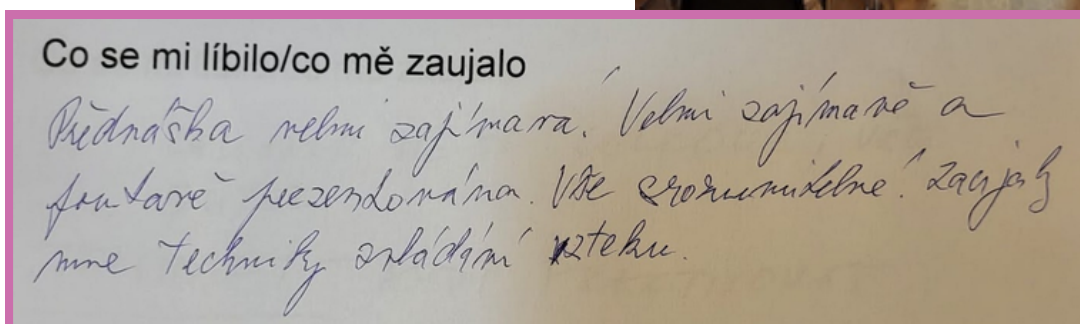 Co se mi líbilo/co mě zaujalo
Přednáška velmi zajímavá. Velmi zajímavě a
poutavě prezentována. Vše srozumitelné. Zaujaly
mne techniky zvládání vzteku.